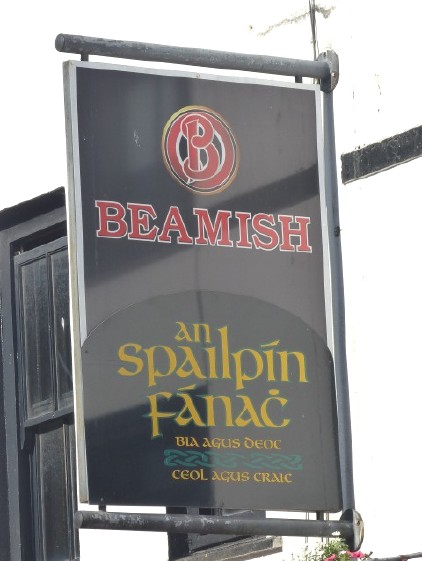 B
BEAMISH
an
spailpín
fánaċ
BIA AGUS DEOC
CEOL AGUS CRAIC